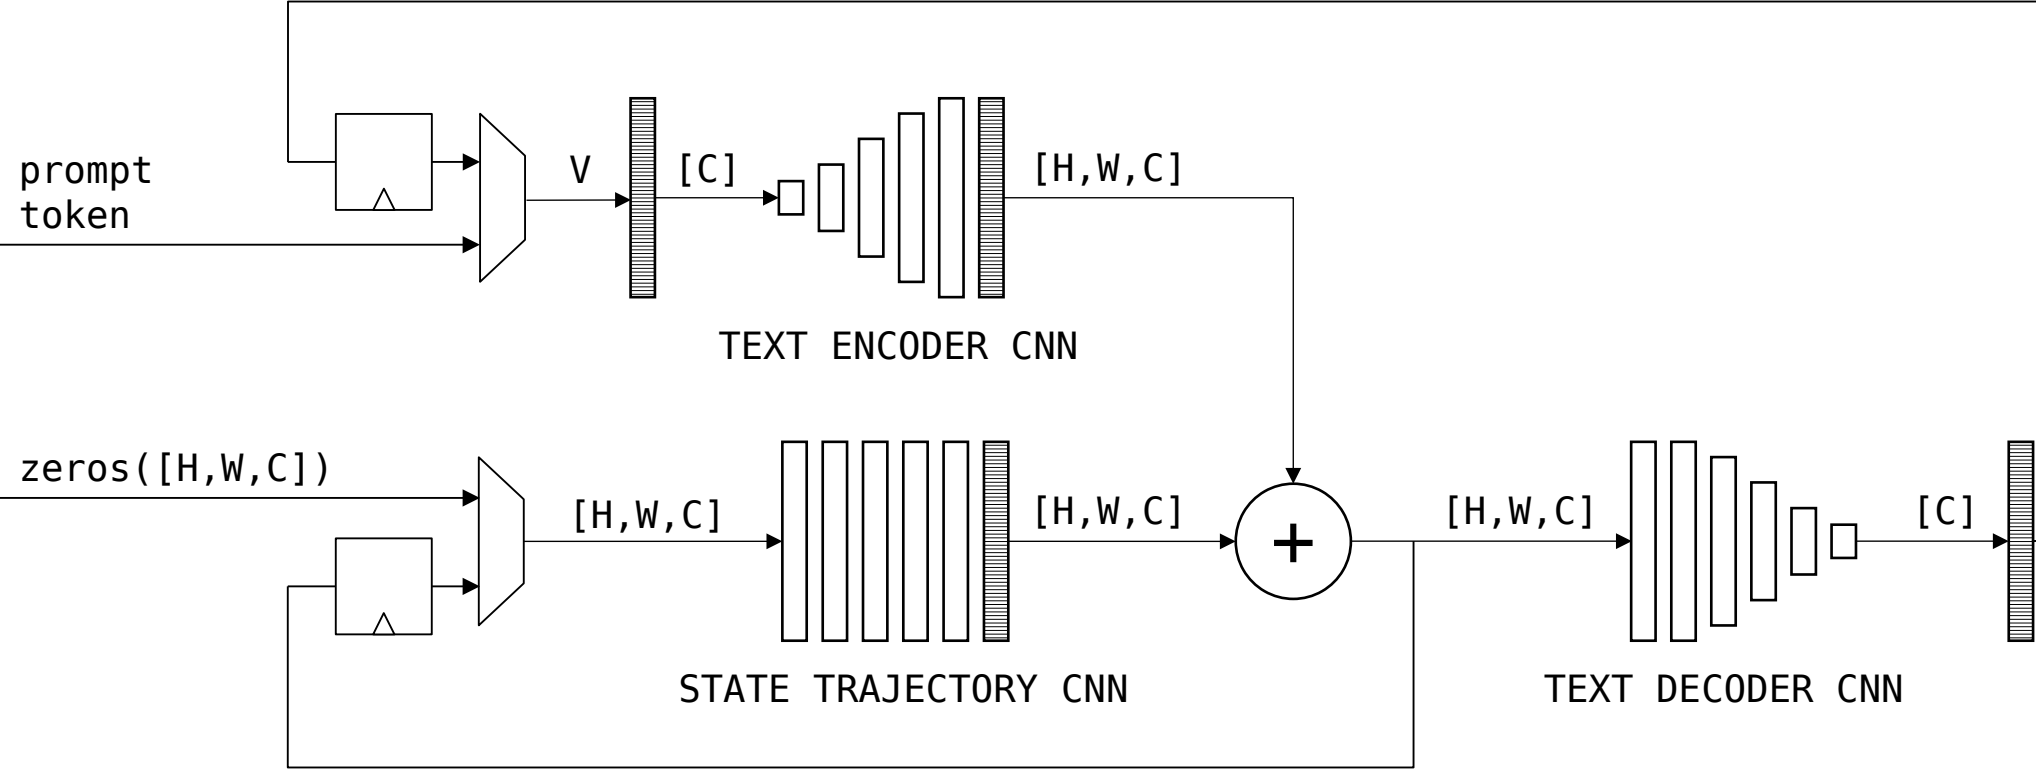 prompt
token
V
[C]
[H,W,C]
TEXT ENCODER CNN
zeros([H,W,C])
[H,W,C]
[H,W,C]
+
[H,W,C]
[C]
STATE TRAJECTORY CNN
TEXT DECODER CNN